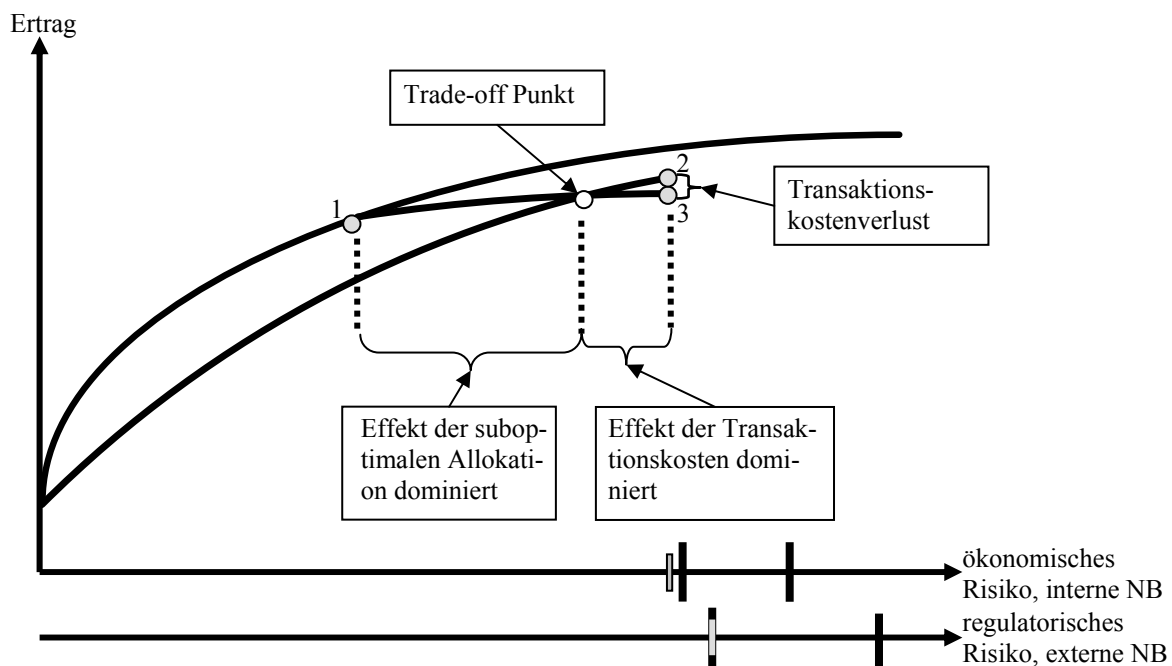 Ertrag
Trade-off Punkt
1
2
3
Transaktions-
kostenverlust
Effekt der subop-
timalen Allokati-
on dominiert
Effekt der Transak-
tionskosten domi-
niert
ökonomisches
Risiko, interne NB
regulatorisches
Risiko, externe NB